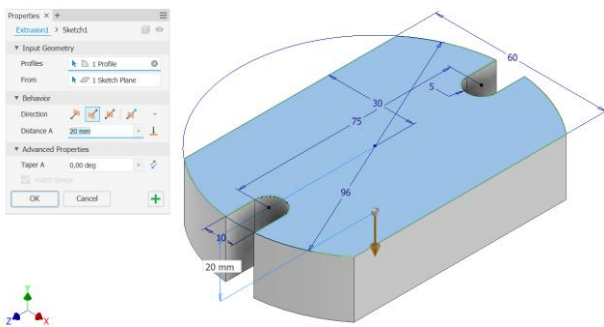 Properties × +
Extrusion1 > Sketch1
Input Geometry
Profiles 1 Profile
From 1 Sketch Plane
Behavior
Direction
Distance A 20 mm
Advanced Properties
Taper A 0,00 deg
Match Shape
OK Cancel +
60
5
30
75
96
10
20 mm
Y
Z X